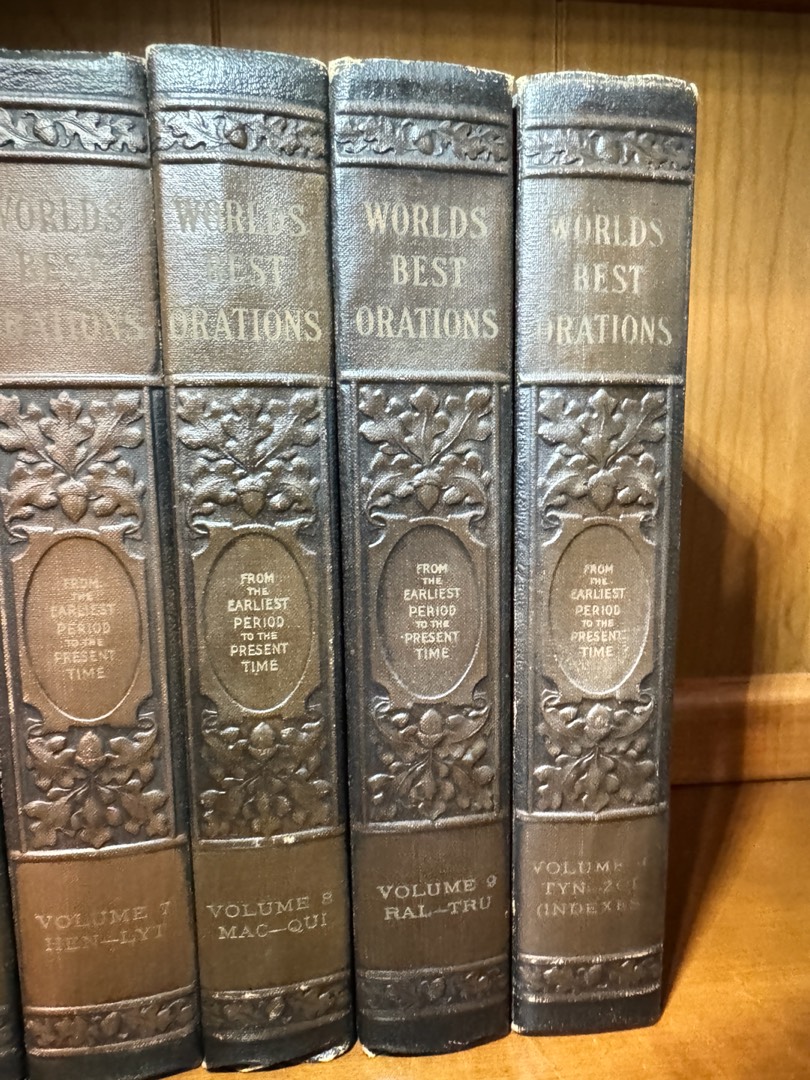 WORLDS
BEST
ORATIONS
FROM
THE
EARLIEST
PERIOD
TO THE
PRESENT
TIME
VOLUME 7
HEN—LYT
WORLDS
BEST
ORATIONS
FROM
THE
EARLIEST
PERIOD
TO THE
PRESENT
TIME
VOLUME 8
MAC—QUI
WORLDS
BEST
ORATIONS
FROM
THE
EARLIEST
PERIOD
TO THE
PRESENT
TIME
VOLUME 9
RAL—TRU
WORLDS
BEST
ORATIONS
FROM
THE
EARLIEST
PERIOD
TO THE
PRESENT
TIME
VOLUME
TYN
(INDEXES